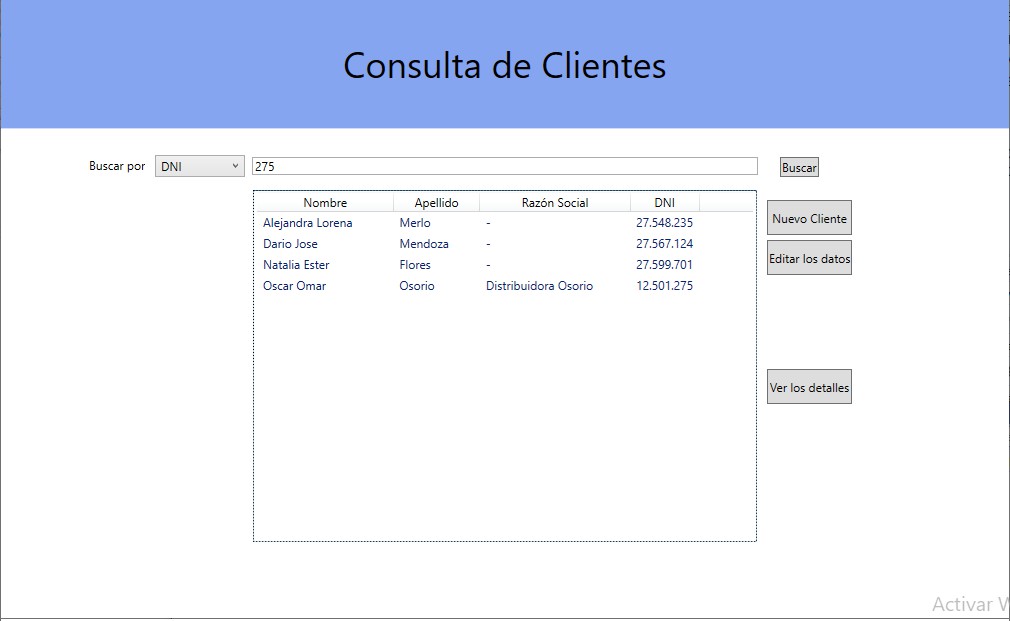 Consulta de Clientes
Buscar por DNI 275 Buscar
Nombre Apellido Razón Social DNI
Alejandra Lorena Merlo - 27.548.235
Dario Jose Mendoza - 27.567.124
Natalia Ester Flores - 27.599.701
Oscar Omar Osorio Distribuidora Osorio 12.501.275
Nuevo Cliente
Editar los datos
Ver los detalles
Activar W